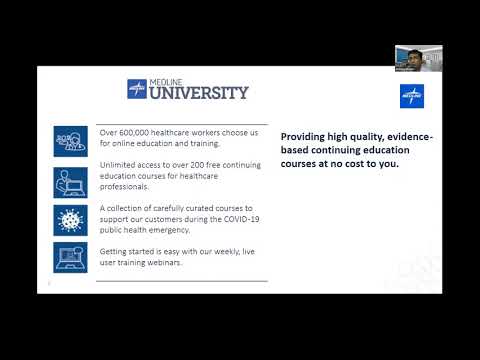 MEDLINE
UNIVERSITY
MEDLINE
Over 600,000 healthcare workers choose us
for online education and training.
Unlimited access to over 200 free continuing
education courses for healthcare
professionals.
A collection of carefully curated courses to
support our customers during the COVID-19
public health emergency.
Getting started is easy with our weekly, live
user training webinars.
Providing high quality, evidence-
based continuing education
courses at no cost to you.